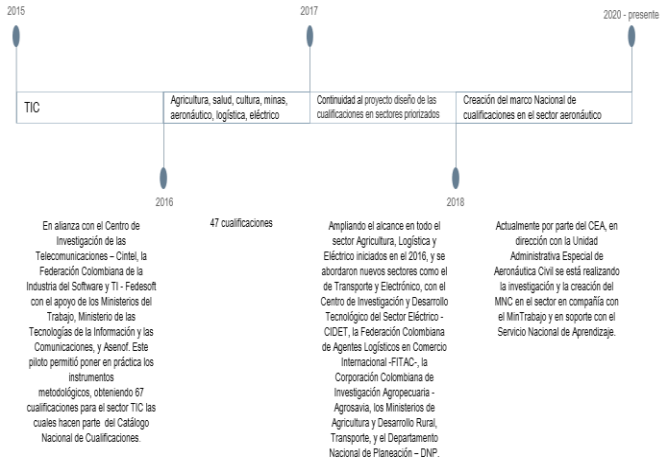 2015
2017
2020 - presente
TIC
Agricultura, salud, cultura, minas,
aeronáutico, logística, eléctrico
Continuidad al proyecto diseño de las
cualificaciones en sectores priorizados
Creación del marco Nacional de
cualificaciones en el sector aeronáutico
2016
2018
En alianza con el Centro de
Investigación de las
Telecomunicaciones – Cintel, la
Federación Colombiana de la
Industria del Software y TI - Fedesoft
con el apoyo de los Ministerios del
Trabajo, Ministerio de las
Tecnologías de la Información y las
Comunicaciones, y Asenof. Este
piloto permitió poner en práctica los
instrumentos
metodológicos, obteniendo 67
cualificaciones para el sector TIC las
cuales hacen parte del Catálogo
Nacional de Cualificaciones.
47 cualificaciones
Ampliando el alcance en todo el
sector Agricultura, Logística y
Eléctrico iniciados en el 2016, y se
abordaron nuevos sectores como el
de Transporte y Electrónico, con el
Centro de Investigación y Desarrollo
Tecnológico del Sector Eléctrico -
CIDET, la Federación Colombiana
de Agentes Logísticos en Comercio
Internacional -FITAC-, la
Corporación Colombiana de
Investigación Agropecuaria -
Agrosavia, los Ministerios de
Agricultura y Desarrollo Rural,
Transporte, y el Departamento
Nacional de Planeación – DNP.
Actualmente por parte del CEA, en
dirección con la Unidad
Administrativa Especial de
Aeronáutica Civil se está realizando
la investigación y la creación del
MNC en el sector en compañía con
el MinTrabajo y en soporte con el
Servicio Nacional de Aprendizaje.